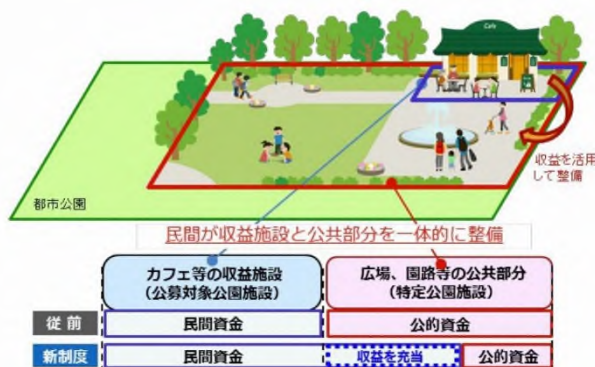 Cafe
収益を活用
して整備
都市公園
民間が収益施設と公共部分を一体的に整備
カフェ等の収益施設
(公募対象公園施設)
広場、園路等の公共部分
(特定公園施設)
従前
民間資金
公的資金
新制度
民間資金
収益を充当
公的資金